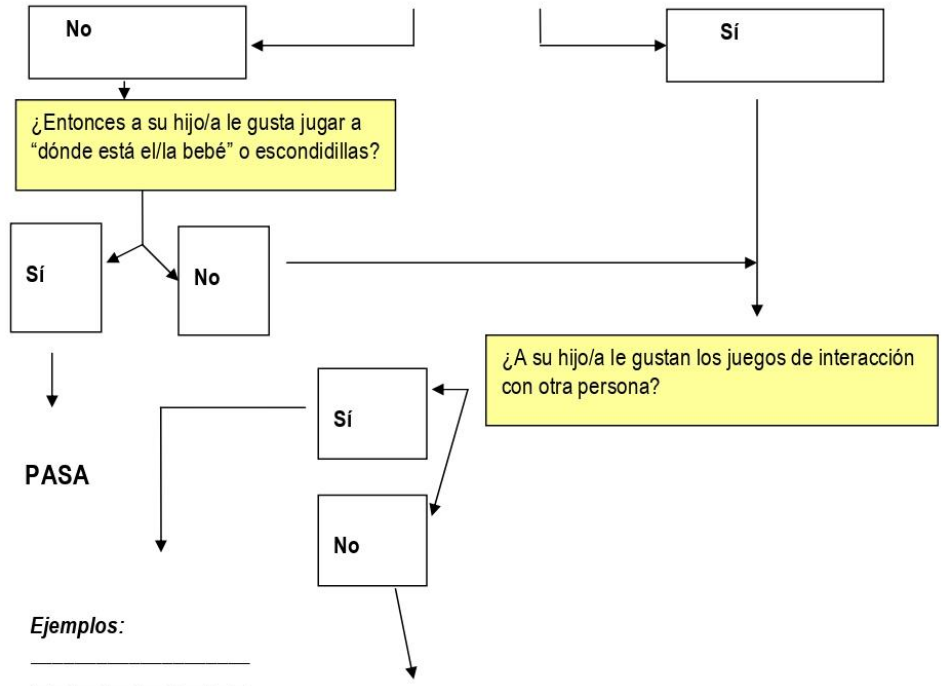 No
Sí
¿Entonces a su hijo/a le gusta jugar a
“dónde está el/la bebé” o escondidillas?
Sí
No
¿A su hijo/a le gustan los juegos de interacción
con otra persona?
Sí
PASA
No
Ejemplos: